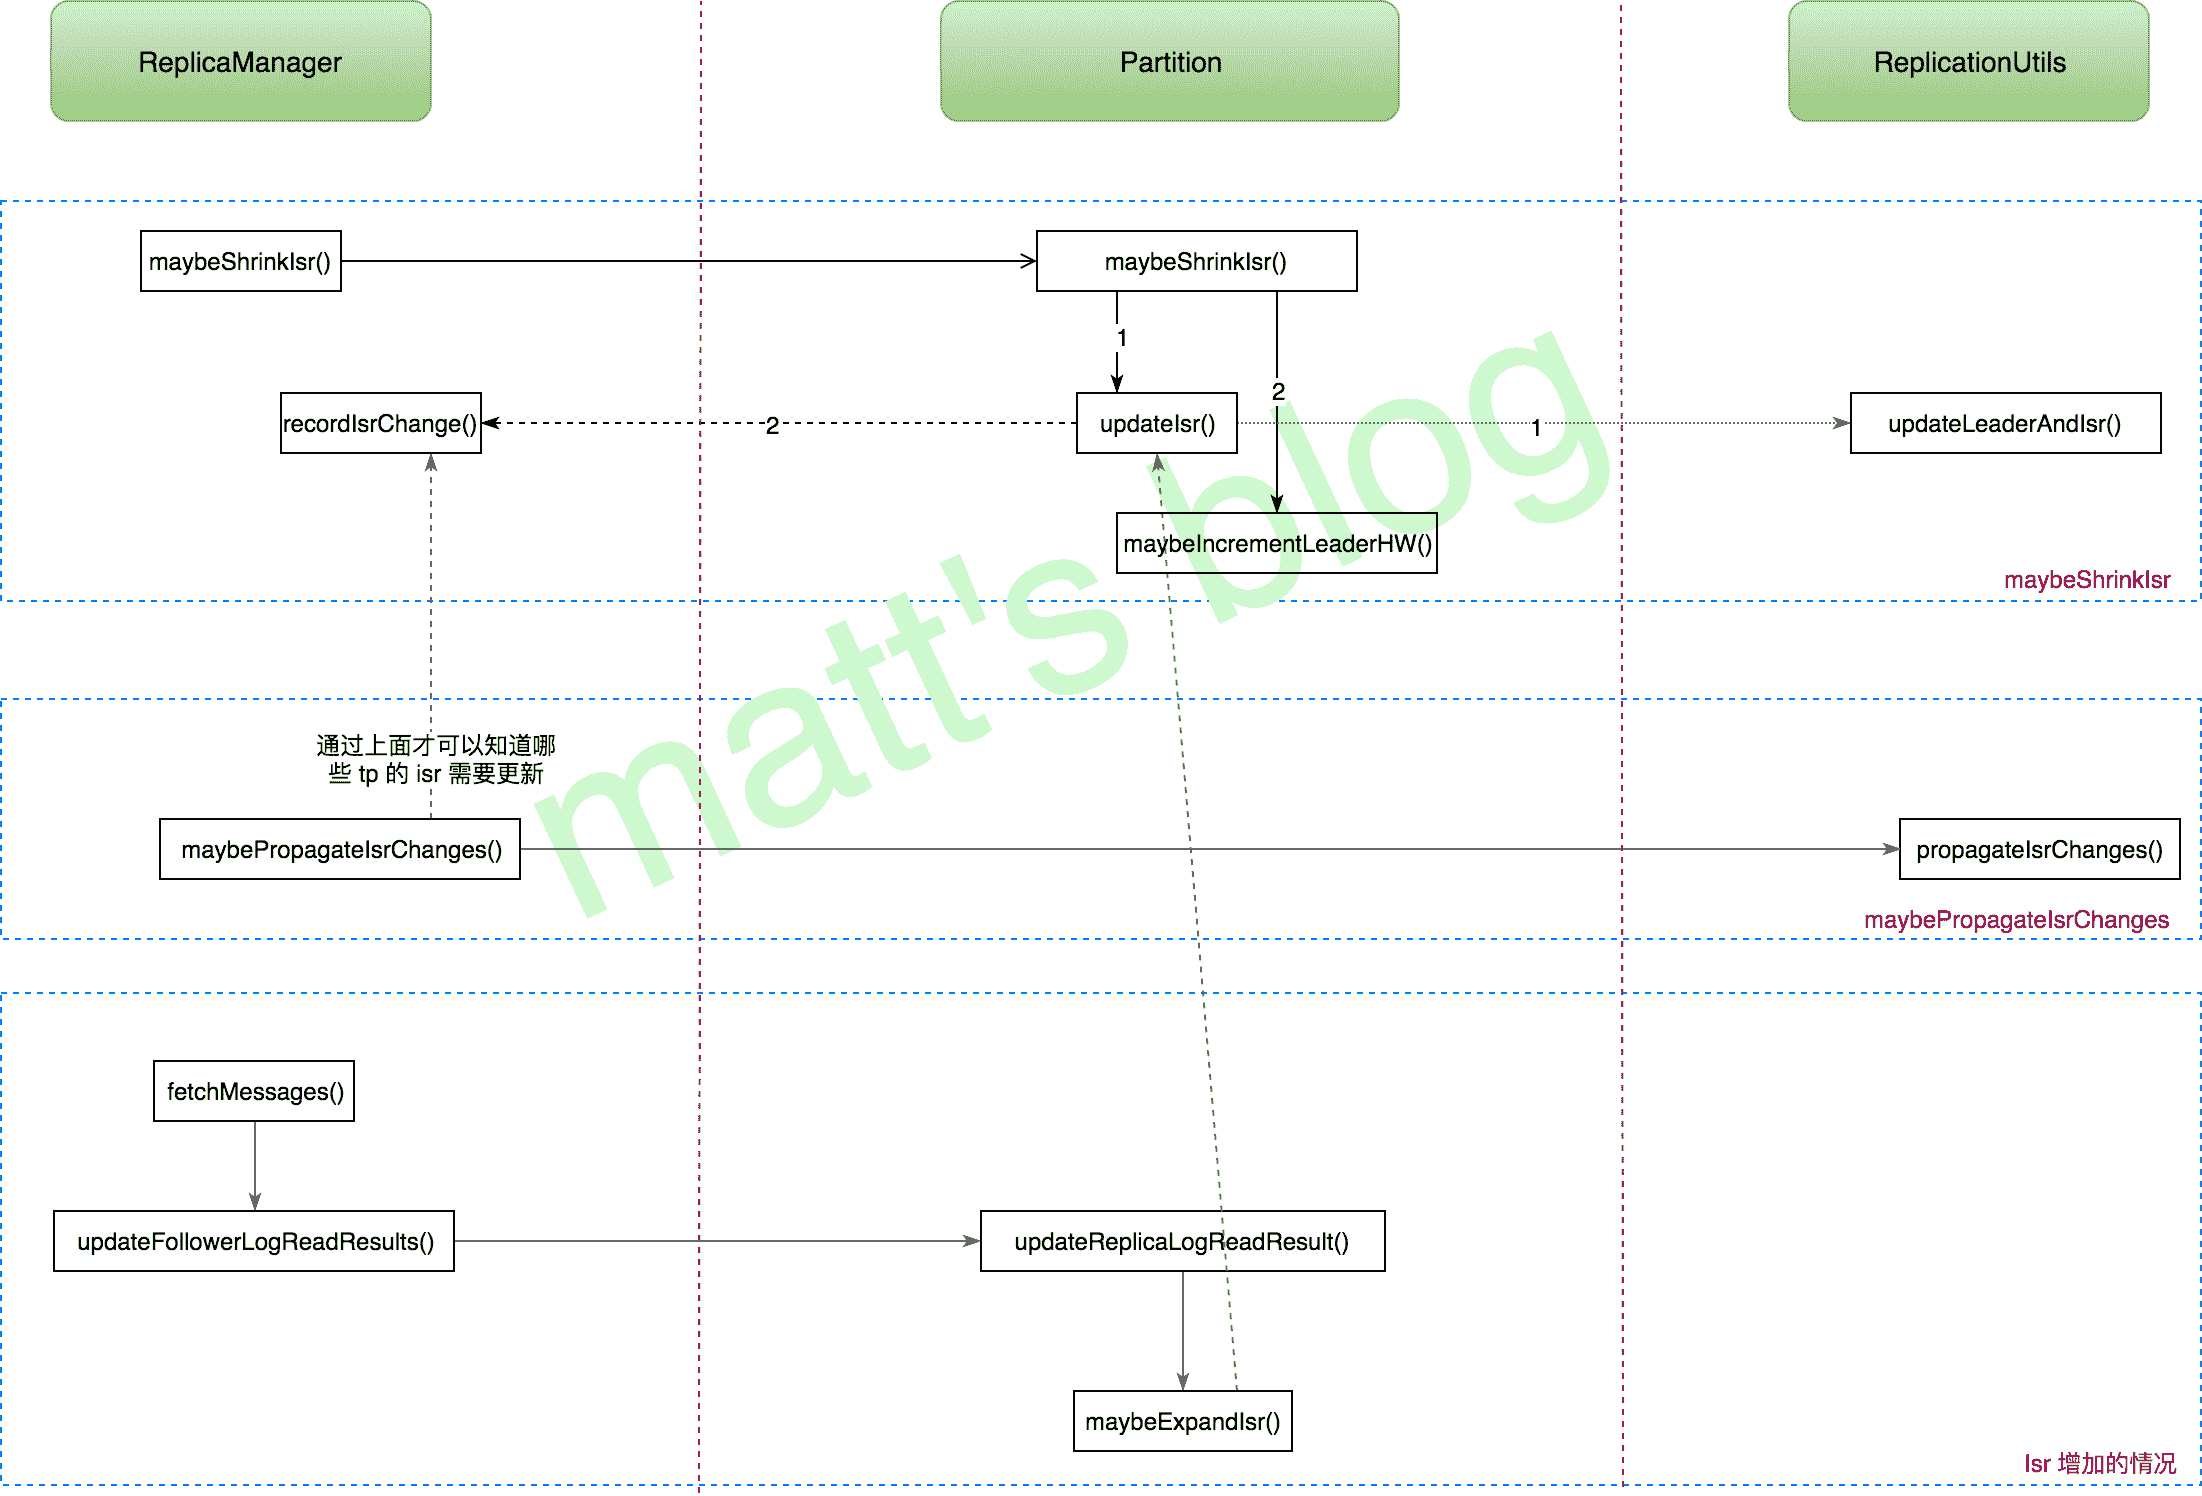 ReplicaManager
Partition
ReplicationUtils
maybeShrinkIsr()
maybeShrinkIsr()
1
2
recordIsrChange()
2
updateIsr()
1
updateLeaderAndIsr()
maybeIncrementLeaderHW()
maybeShrinkIsr
matt's blog
通过上面才可以知道哪
些 tp 的 isr 需要更新
maybePropagateIsrChanges()
propagateIsrChanges()
maybePropagateIsrChanges
fetchMessages()
updateFollowerLogReadResults()
updateReplicaLogReadResult()
maybeExpandIsr()
Isr 增加的情况